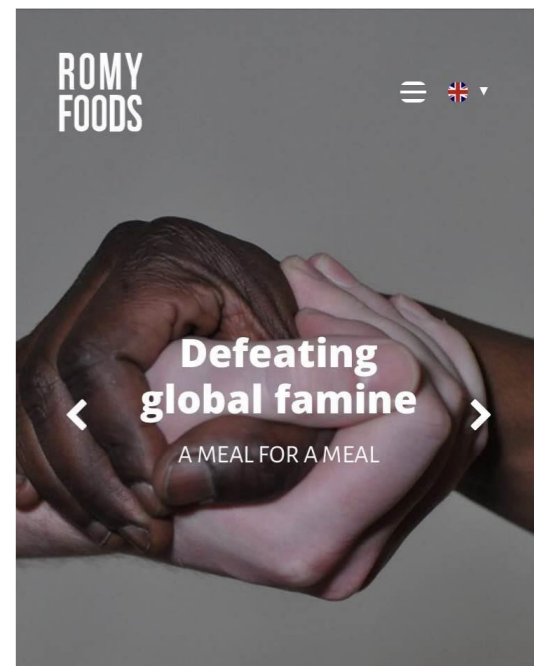 ROMY
FOODS
Defeating
global famine
A MEAL FOR A MEAL